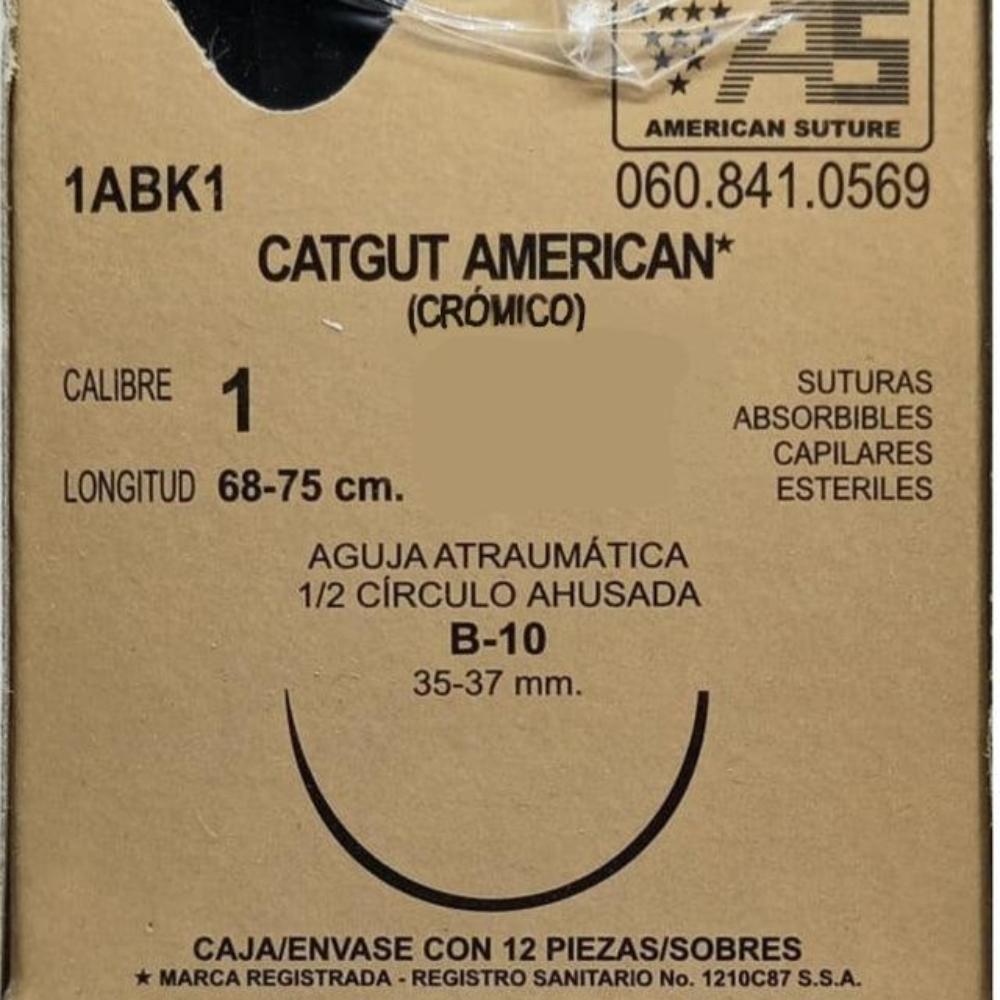 AS
AMERICAN SUTURE
1ABK1 060.841.0569
CATGUT AMERICAN★
(CRÓMICO)
CALIBRE 1
LONGITUD 68-75 cm.
SUTURAS
ABSORBIBLES
CAPILARES
ESTERILES
AGUJA ATRAUMÁTICA
1/2 CÍRCULO AHUSADA
B-10
35-37 mm.
CAJA/ENVASE CON 12 PIEZAS/SOBRES
★ MARCA REGISTRADA - REGISTRO SANITARIO No. 1210C87 S.S.A.